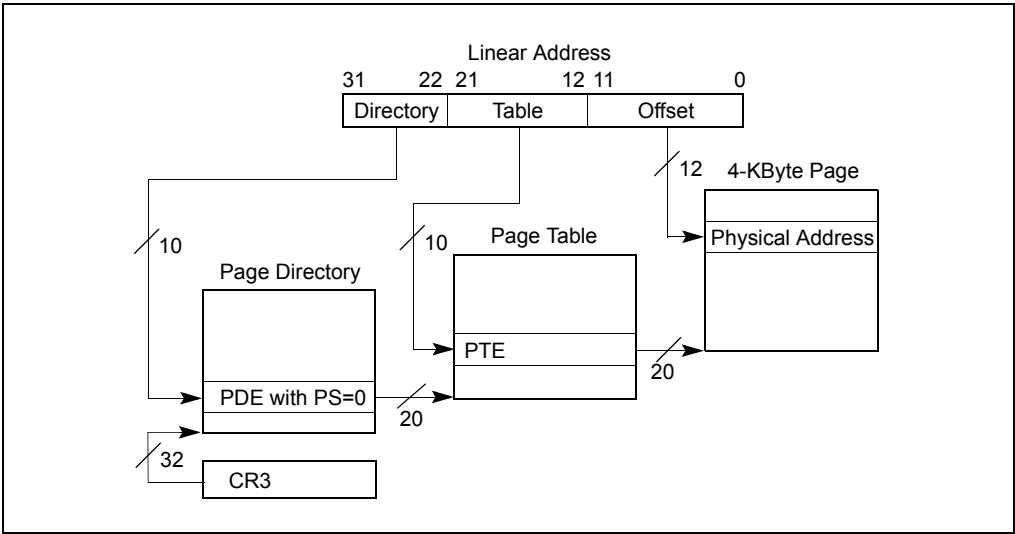 Linear Address
31 22 21 12 11 0
Directory Table Offset
12 4-KByte Page
Physical Address
10 10 Page Table
Page Directory
PTE
20
PDE with PS=0
20
32
CR3